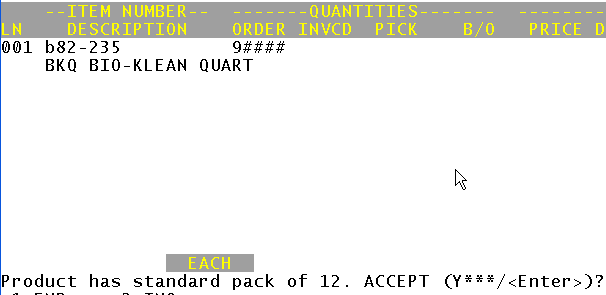 --ITEM NUMBER-- -------QUANTITIES------- --------
LN DESCRIPTION ORDER INVCD PICK B/O PRICE D
001 b82-235 9####
BKQ BIO-KLEAN QUART
EACH
Product has standard pack of 12. ACCEPT (Y***/<Enter>)?